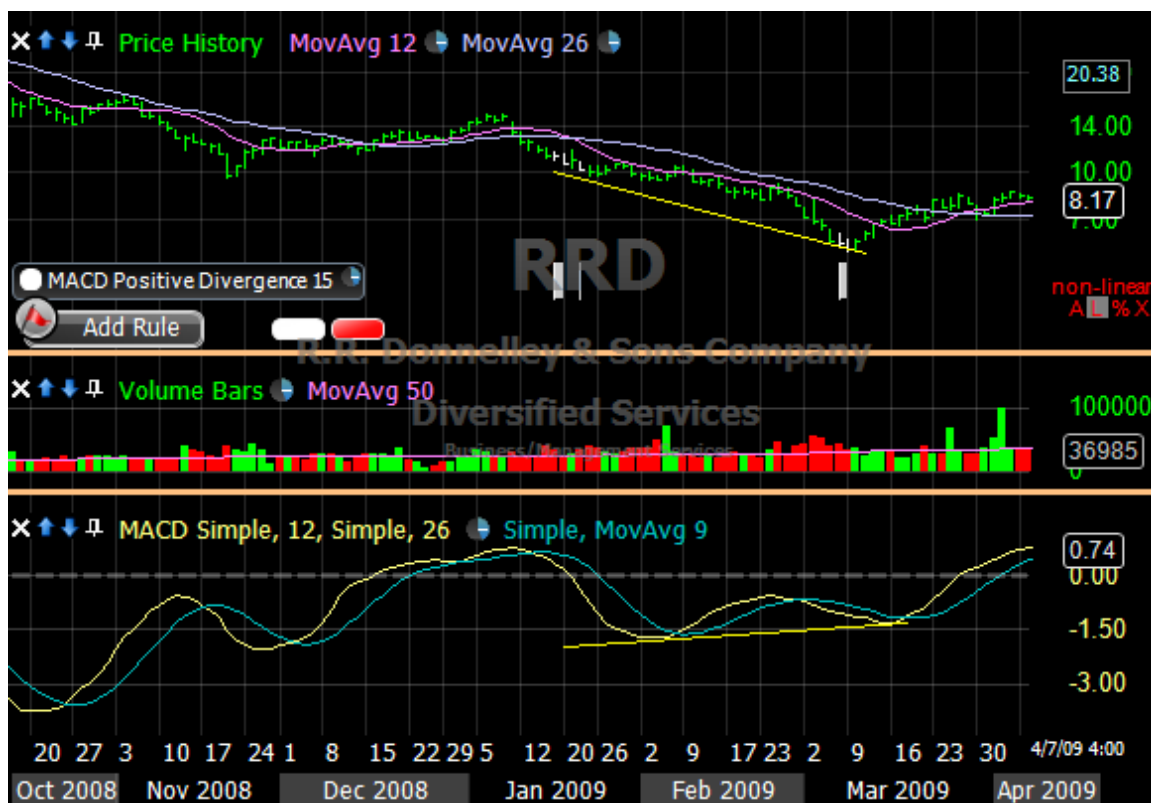 Price History MovAvg 12 MovAvg 26
20.38
14.00
10.00
8.17
7.00
RRD
MACD Positive Divergence 15
non-linear
A L % X
Add Rule
R.R. Donnelley & Sons Company
Volume Bars MovAvg 50
Diversified Services
100000
Business/Management Services
36985
0
MACD Simple, 12, Simple, 26 Simple, MovAvg 9
0.74
0.00
-1.50
-3.00
20 27 3 10 17 24 1 8 15 22 29 5 12 20 26 2 9 17 23 2 9 16 23 30 4/7/09 4:00
Oct 2008 Nov 2008 Dec 2008 Jan 2009 Feb 2009 Mar 2009 Apr 2009